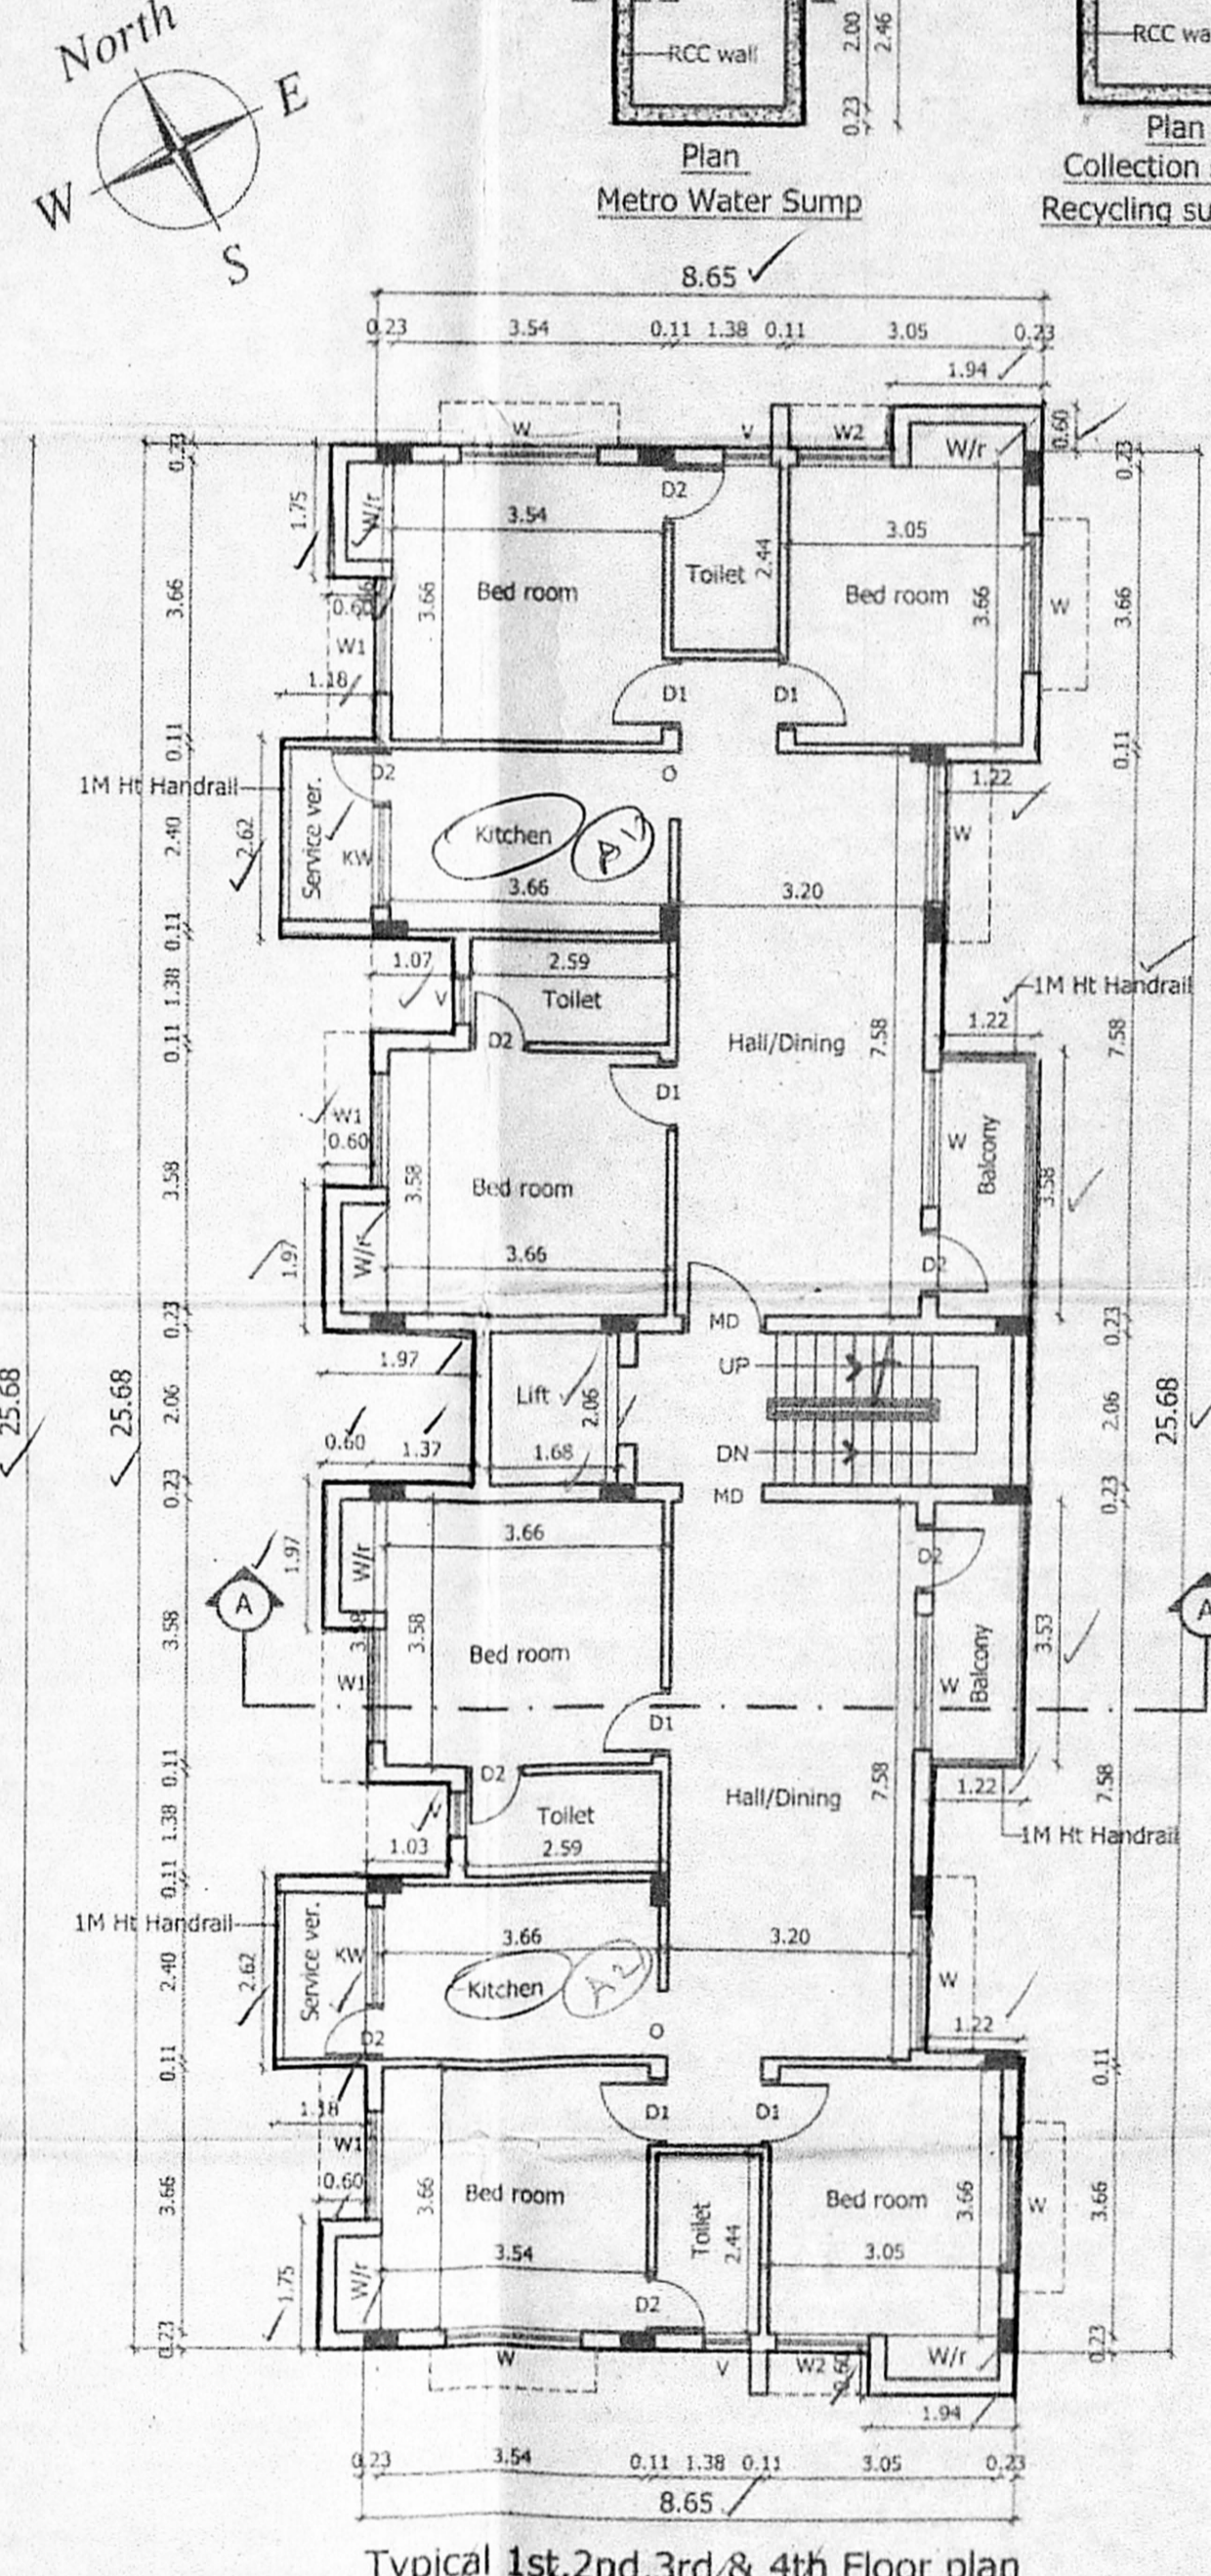 North
E
W
S
RCC wall
2.00
2.46
0.23
Plan
Metro Water Sump
RCC wa
Plan
Collection
Recycling su
8.65
0.23 3.54 0.11 1.38 0.11 3.05 0.23
1.94
0.60
W V W2 W/r
0.23 0.23
1.75 W/r D2
3.54 3.05
Toilet 2.44
3.66 3.66 Bed room Bed room 3.66 W 3.66
0.60
W1
1.18 D1 D1
0.11 0.11
1M Ht Handrail D2 O 1.22
2.40 2.62 Service ver. KW Kitchen W
3.66 3.20
0.11
1.07 2.59
1.38 V Toilet 1M Ht Handrail
0.11 D2 Hall/Dining 7.58 1.22 7.58
D1
W1 W Balcony
0.60
3.58 3.58 Bed room 3.58
1.97 W/r 3.66 D2
0.23 MD 0.23
1.97 UP
25.68 25.68 2.06 Lift 2.06 2.06 25.68
0.60 1.37 1.68 DN
0.23 MD 0.23
3.66
1.97 W/r D2
A A
3.58 3.58 3.58 Bed room 3.53
W1 W Balcony
D1
0.11 D2 7.58 Hall/Dining 1.22 7.58
1.38 V Toilet
1.03 2.59 1M Ht Handrail
0.11
1M Ht Handrail 3.66 3.20
2.40 2.62 Service ver. KW Kitchen A2 W
D2 O 1.22
0.11 0.11
1.18 D1 D1
W1
0.60
3.66 3.66 Bed room Toilet 2.44 Bed room 3.66 W 3.66
3.54 3.05
1.75 W/r D2
0.23 0.23
W V W2 0.60 W/r
1.94
0.23 3.54 0.11 1.38 0.11 3.05 0.23
8.65
Typical 1st,2nd,3rd & 4th Floor plan